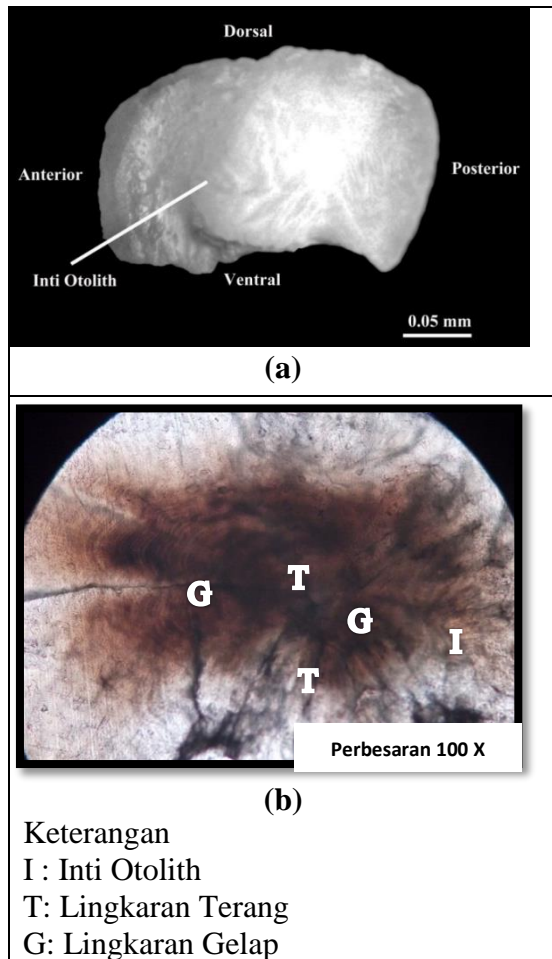 Dorsal
Anterior
Posterior
Inti Otolith
Ventral
0.05 mm
(a)
T
G
G
I
T
Perbesaran 100 X
(b)
Keterangan
I : Inti Otolith
T: Lingkaran Terang
G: Lingkaran Gelap